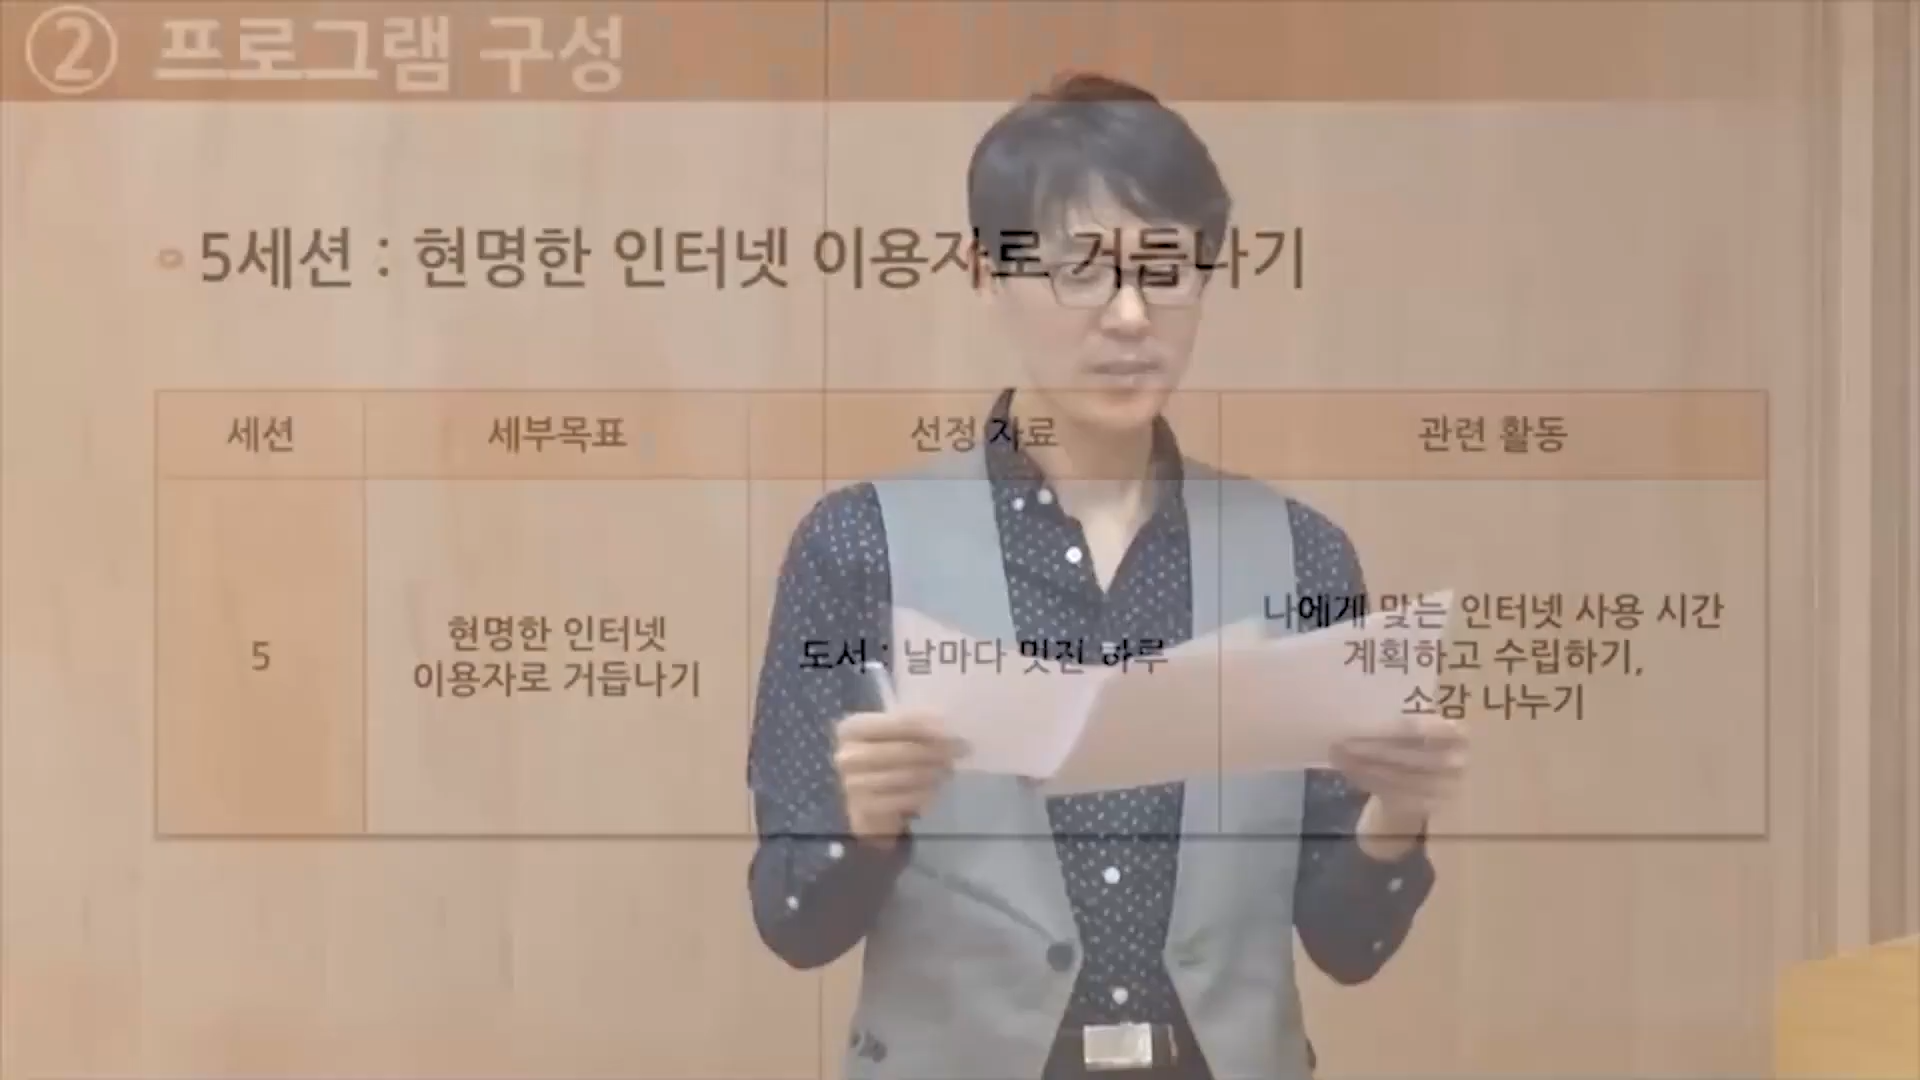 ② 프로그램 구성
5세션 : 현명한 인터넷 이용자로 거듭나기
세션
세부목표
선정 자료
관련 활동
5
현명한 인터넷
이용자로 거듭나기
도서 : 날마다 멋진 하루
나에게 맞는 인터넷 사용 시간
계획하고 수립하기,
소감 나누기